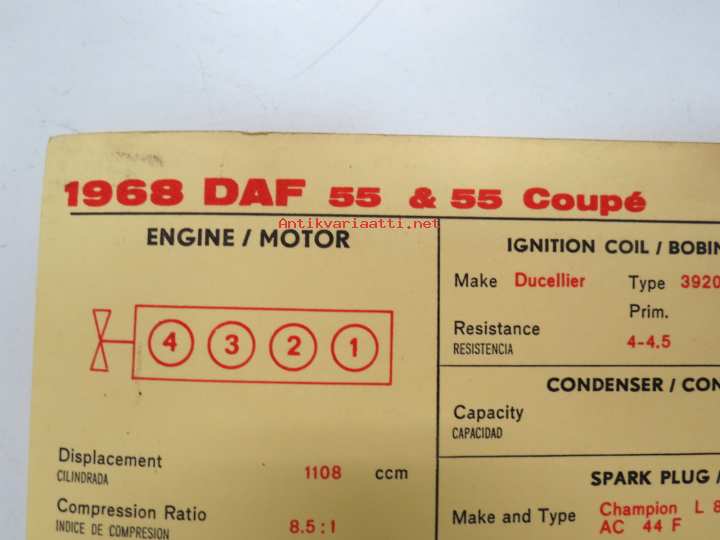 1968 DAF 55 & 55 Coupé
Antikvariaatti.net
ENGINE / MOTOR
4 3 2 1
Displacement 1108 ccm
CILINDRADA
Compression Ratio
INDICE DE COMPRESION 8.5 : 1
IGNITION COIL / BOBIN
Make Ducellier Type 3920
Prim.
Resistance
RESISTENCIA 4-4.5
CONDENSER / CON
Capacity
CAPACIDAD
SPARK PLUG /
Make and Type Champion L 8
AC 44 F